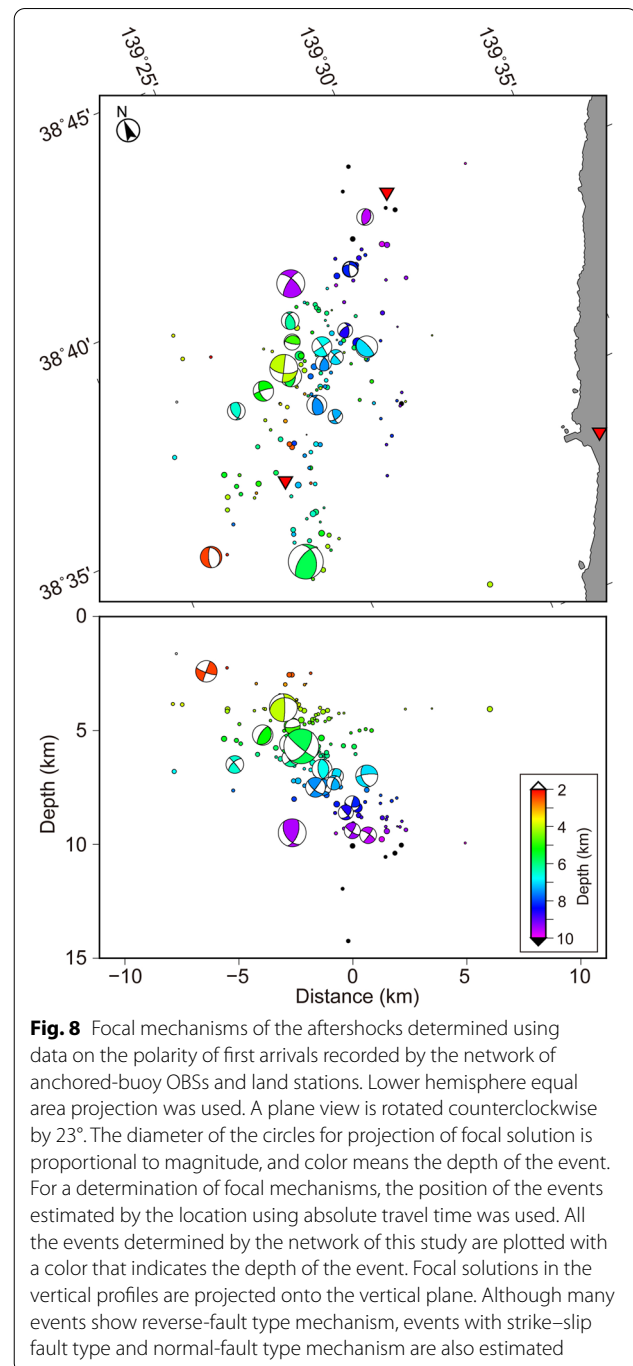 139˚25'
139˚30'
139˚35'
38˚45'
N
38˚40'
38˚35'
0
5
10
15
Depth (km)
2
4
6
8
10
Depth (km)
−10
−5
0
5
10
Distance (km)
Fig. 8 Focal mechanisms of the aftershocks determined using
data on the polarity of first arrivals recorded by the network of
anchored-buoy OBSs and land stations. Lower hemisphere equal
area projection was used. A plane view is rotated counterclockwise
by 23°. The diameter of the circles for projection of focal solution is
proportional to magnitude, and color means the depth of the event.
For a determination of focal mechanisms, the position of the events
estimated by the location using absolute travel time was used. All
the events determined by the network of this study are plotted with
a color that indicates the depth of the event. Focal solutions in the
vertical profiles are projected onto the vertical plane. Although many
events show reverse-fault type mechanism, events with strike–slip
fault type and normal-fault type mechanism are also estimated